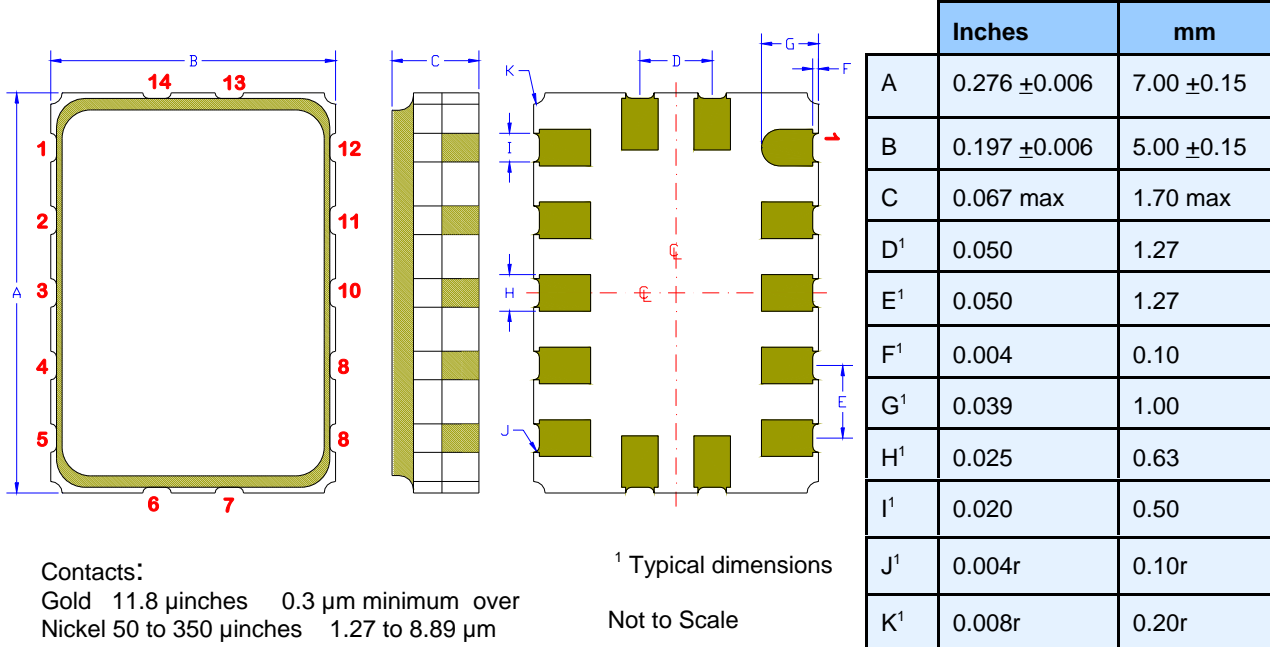 B
14 13
1 12
2 11
3 10
4 8
5 8
6 7
A
C
K
D
G
F
I
1
H
E
J
℄
℄
Inches mm
A 0.276 ±0.006 7.00 ±0.15
B 0.197 ±0.006 5.00 ±0.15
C 0.067 max 1.70 max
D¹ 0.050 1.27
E¹ 0.050 1.27
F¹ 0.004 0.10
G¹ 0.039 1.00
H¹ 0.025 0.63
I¹ 0.020 0.50
J¹ 0.004r 0.10r
K¹ 0.008r 0.20r
Contacts:
Gold 11.8 µinches 0.3 µm minimum over
Nickel 50 to 350 µinches 1.27 to 8.89 µm
¹ Typical dimensions
Not to Scale